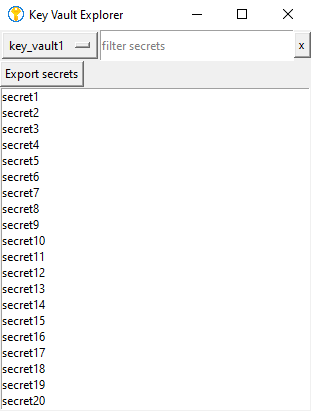 Key Vault Explorer
key_vault1 filter secrets x
Export secrets
secret1
secret2
secret3
secret4
secret5
secret6
secret7
secret8
secret9
secret10
secret11
secret12
secret13
secret14
secret15
secret16
secret17
secret18
secret19
secret20